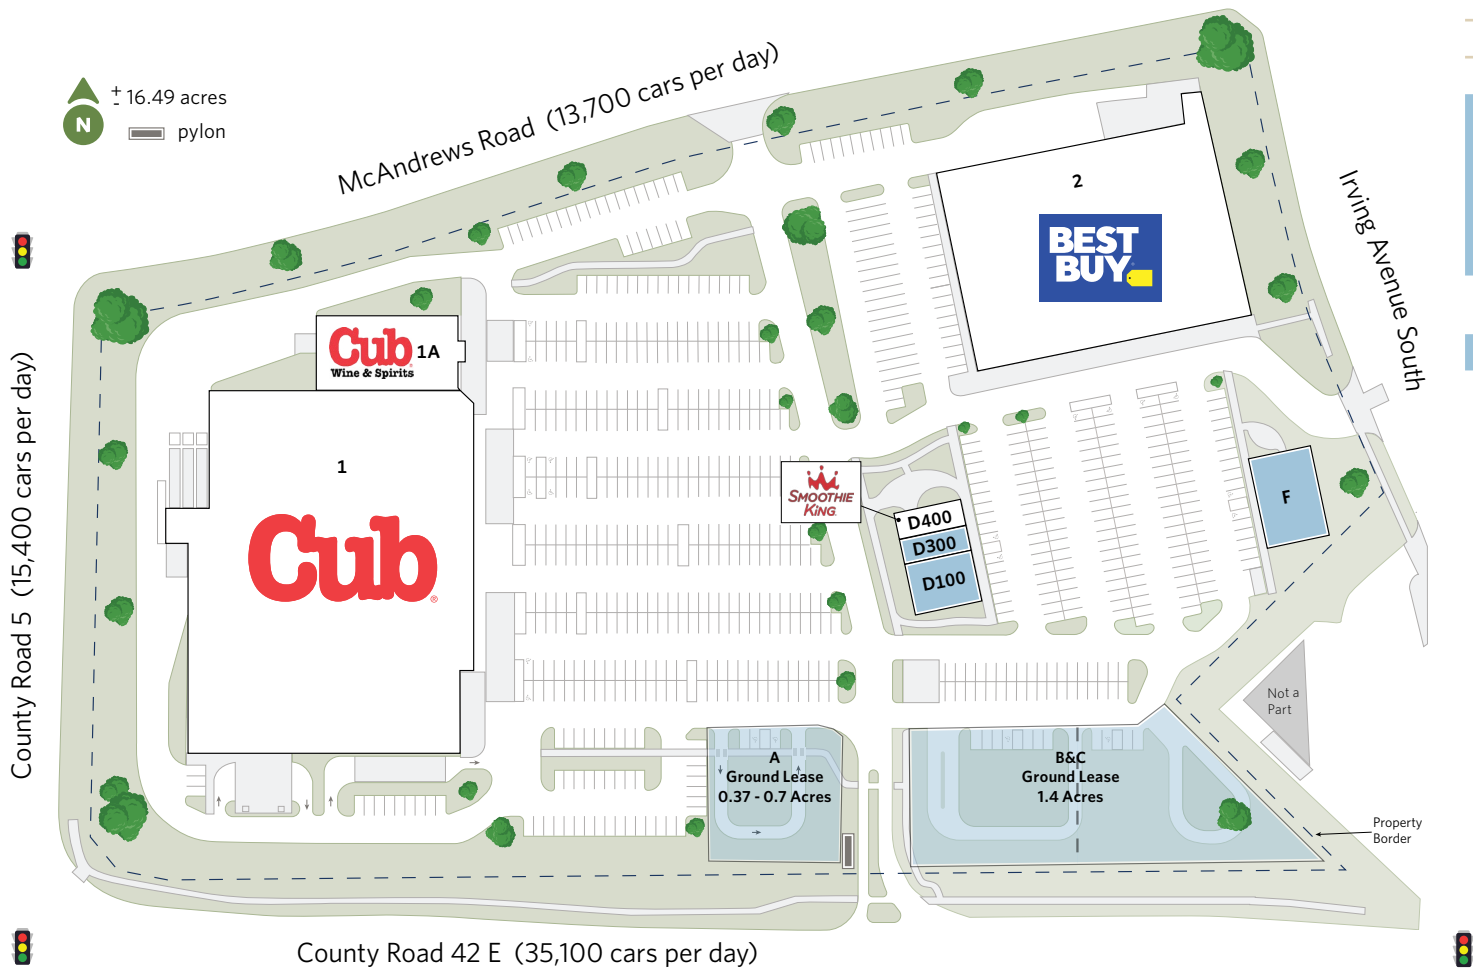 +
- 16.49 acres
N
pylon
McAndrews Road (13,700 cars per day)
Irving Avenue South
2
BEST
BUY
Cub
Wine & Spirits
1A
1
Cub®
County Road 5 (15,400 cars per day)
SMOOTHIE
KING
D400
D300
D100
F
Not a
Part
A
Ground Lease
0.37 - 0.7 Acres
B&C
Ground Lease
1.4 Acres
Property
Border
County Road 42 E (35,100 cars per day)